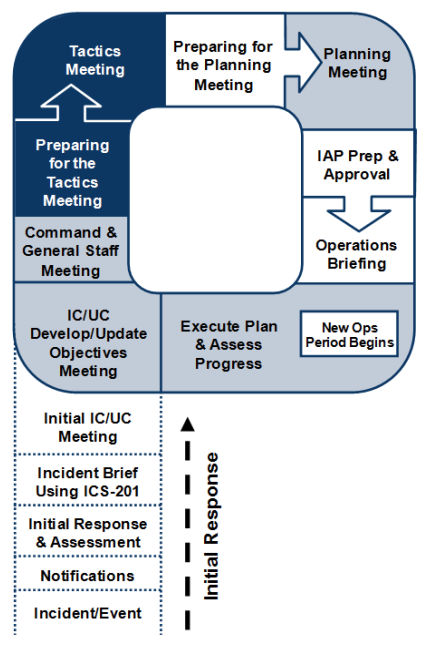 Tactics
Meeting
Preparing for
the Planning
Meeting
Planning
Meeting
Preparing
for the
Tactics
Meeting
IAP Prep &
Approval
Command &
General Staff
Meeting
Operations
Briefing
IC/UC
Develop/Update
Objectives
Meeting
Execute Plan
& Assess
Progress
New Ops
Period Begins
Initial IC/UC
Meeting
Incident Brief
Using ICS-201
Initial Response
& Assessment
Notifications
Incident/Event
Initial Response